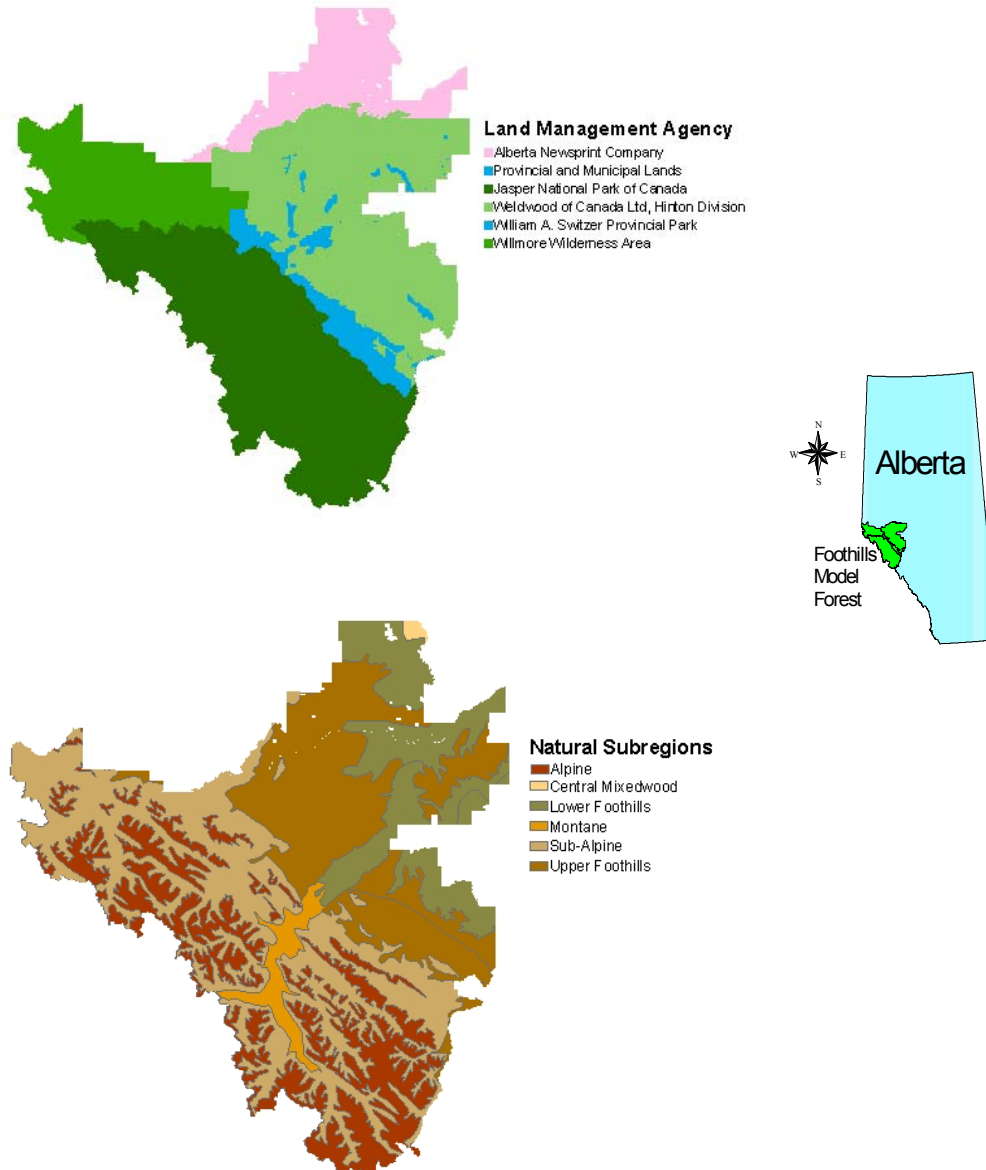 Land Management Agency
Alberta Newsprint Company
Provincial and Municipal Lands
Jasper National Park of Canada
Weldwood of Canada Ltd, Hinton Division
William A. Switzer Provincial Park
Willmore Wilderness Area
N
W E
S
Alberta
Foothills
Model
Forest
Natural Subregions
Alpine
Central Mixedwood
Lower Foothills
Montane
Sub-Alpine
Upper Foothills